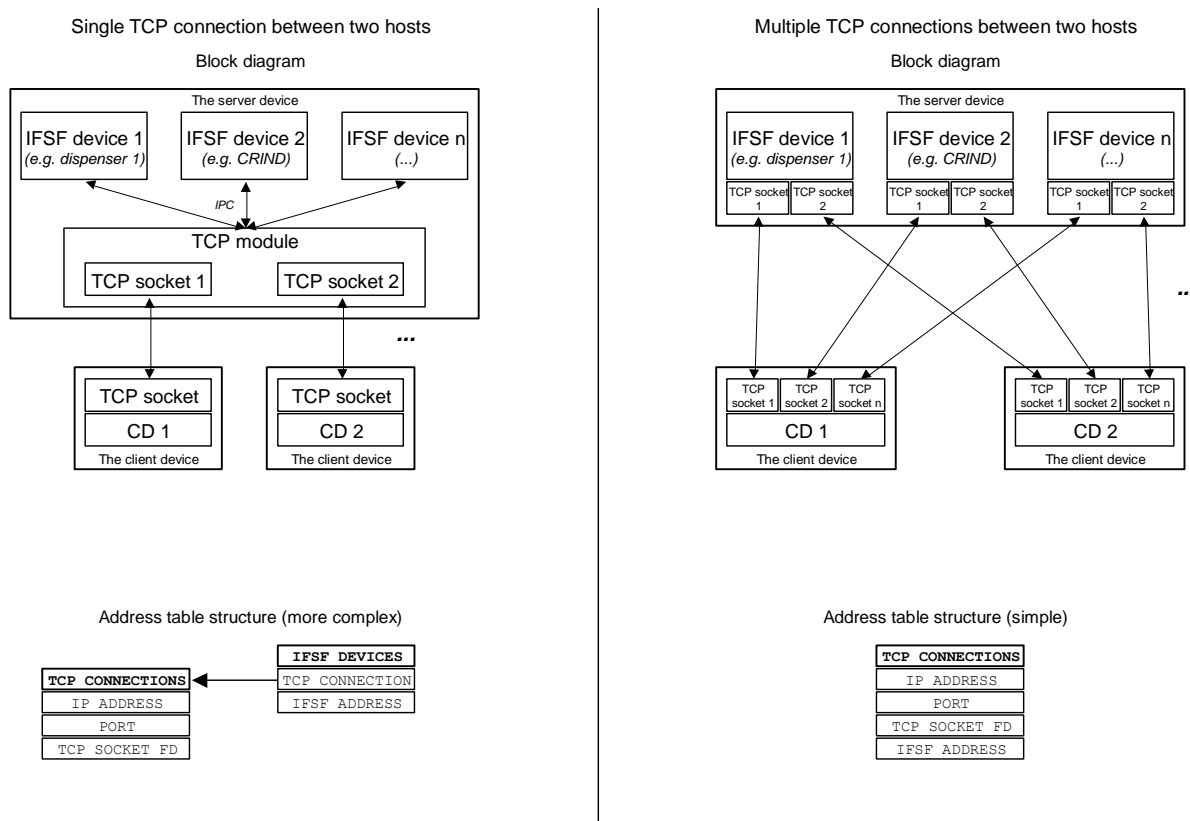 Single TCP connection between two hosts
Block diagram
The server device
IFSF device 1
(e.g. dispenser 1)
IFSF device 2
(e.g. CRIND)
IFSF device n
(...)
IPC
TCP module
TCP socket 1
TCP socket 2
...
TCP socket
CD 1
The client device
TCP socket
CD 2
The client device
Address table structure (more complex)
IFSF DEVICES
TCP CONNECTION
IFSF ADDRESS
TCP CONNECTIONS
IP ADDRESS
PORT
TCP SOCKET FD
Multiple TCP connections between two hosts
Block diagram
The server device
IFSF device 1
(e.g. dispenser 1)
TCP socket
1
TCP socket
2
IFSF device 2
(e.g. CRIND)
TCP socket
1
TCP socket
2
IFSF device n
(...)
TCP socket
1
TCP socket
2
..
TCP
socket 1
TCP
socket 2
TCP
socket n
CD 1
The client device
TCP
socket 1
TCP
socket 2
TCP
socket n
CD 2
The client device
Address table structure (simple)
TCP CONNECTIONS
IP ADDRESS
PORT
TCP SOCKET FD
IFSF ADDRESS